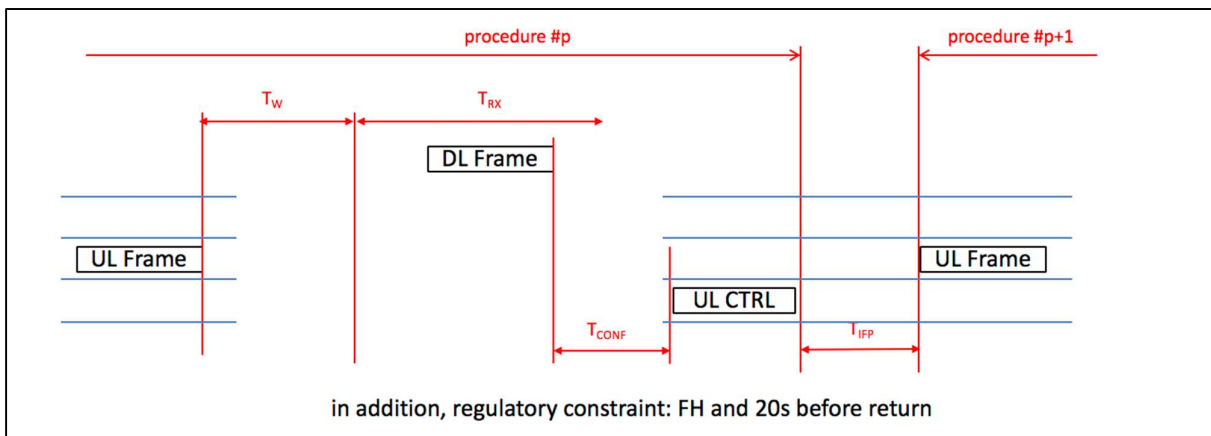 procedure #p
procedure #p+1
TW
TRX
DL Frame
UL Frame
UL Frame
UL CTRL
TCONF
TIFP
in addition, regulatory constraint: FH and 20s before return